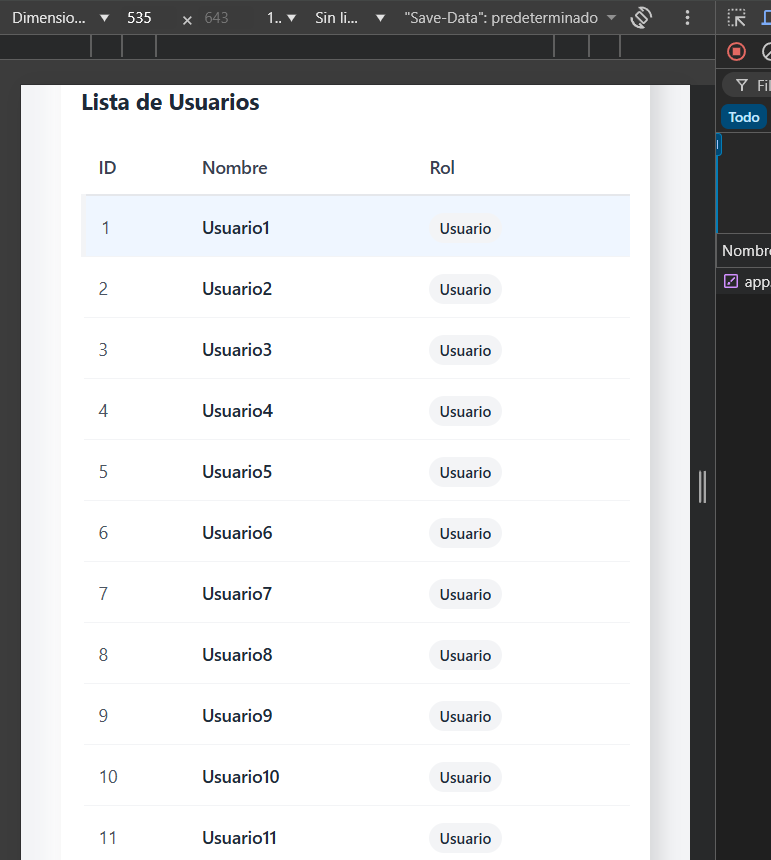 Dimensio... 535 × 643 1.. Sin li... "Save-Data": predeterminado
Fil
Todo
Lista de Usuarios
ID Nombre Rol
1 Usuario1 Usuario
2 Usuario2 Usuario
3 Usuario3 Usuario
4 Usuario4 Usuario
5 Usuario5 Usuario
6 Usuario6 Usuario
7 Usuario7 Usuario
8 Usuario8 Usuario
9 Usuario9 Usuario
10 Usuario10 Usuario
11 Usuario11 Usuario
Nombre
app.